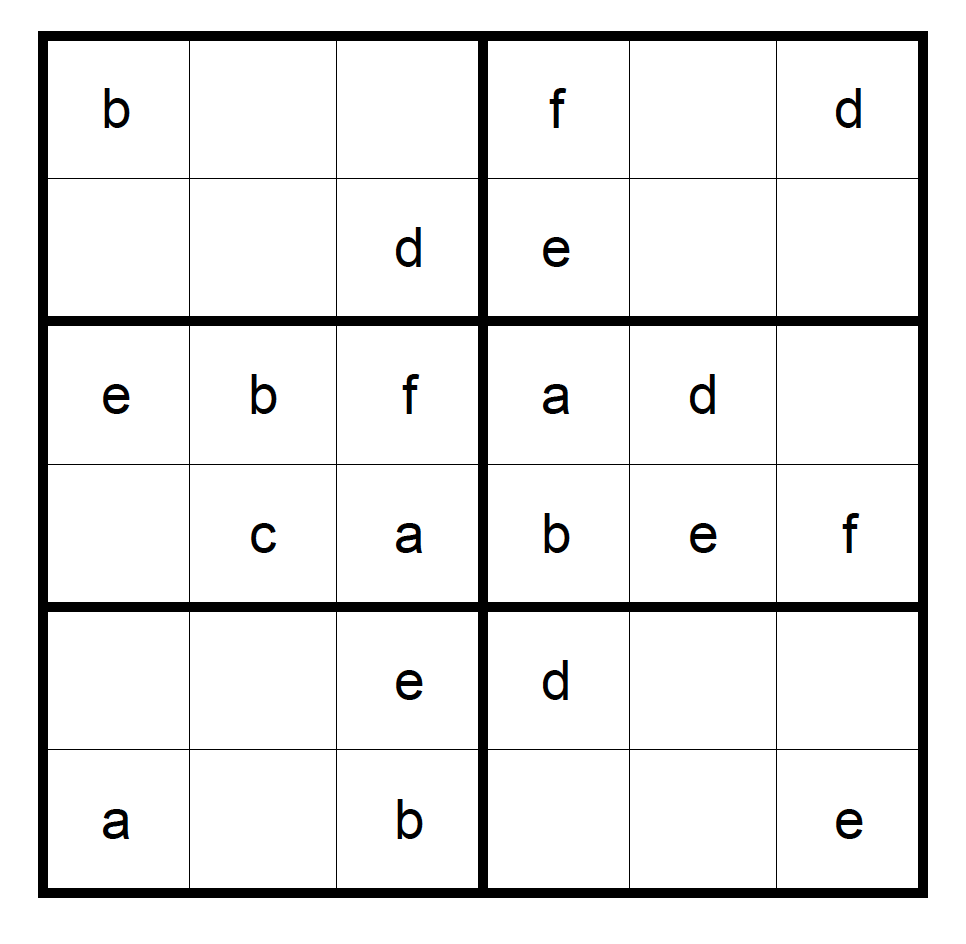 b f d
d e
e b f a d
c a b e f
e d
a b e